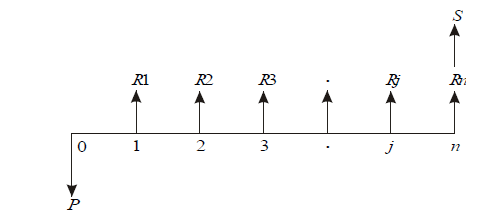 S
R1 R2 R3 . Rj Rn
0 1 2 3 . j n
P